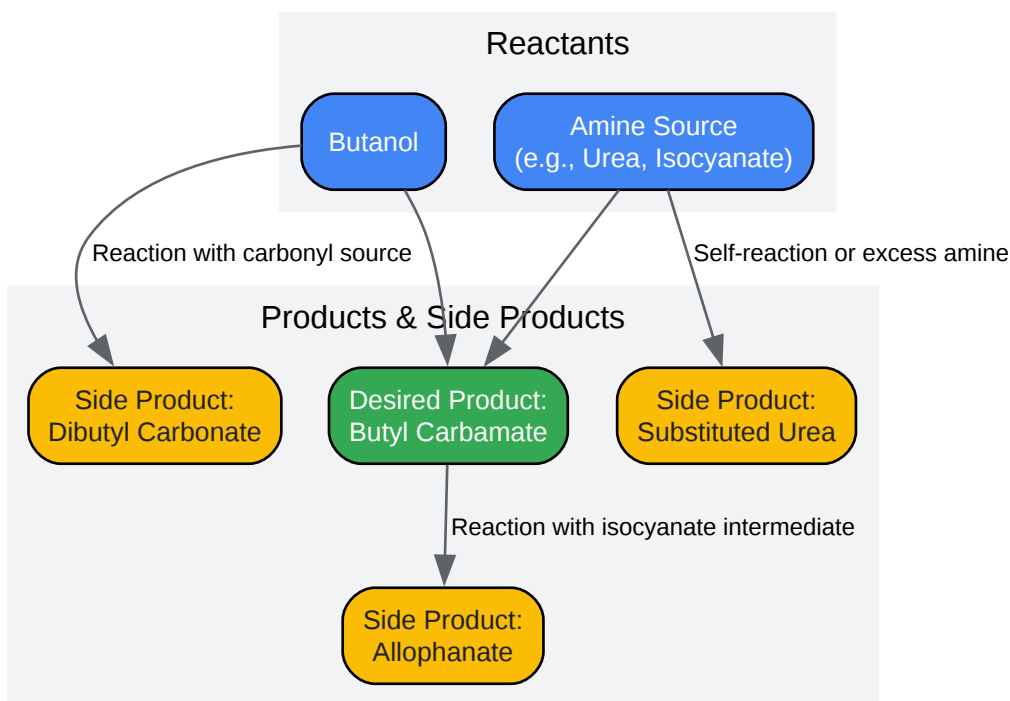 Reactants
Butanol
Amine Source
(e.g., Urea, Isocyanate)
Reaction with carbonyl source
Self-reaction or excess amine
Products & Side Products
Side Product:
Dibutyl Carbonate
Desired Product:
Butyl Carbamate
Side Product:
Substituted Urea
Reaction with isocyanate intermediate
Side Product:
Allophanate